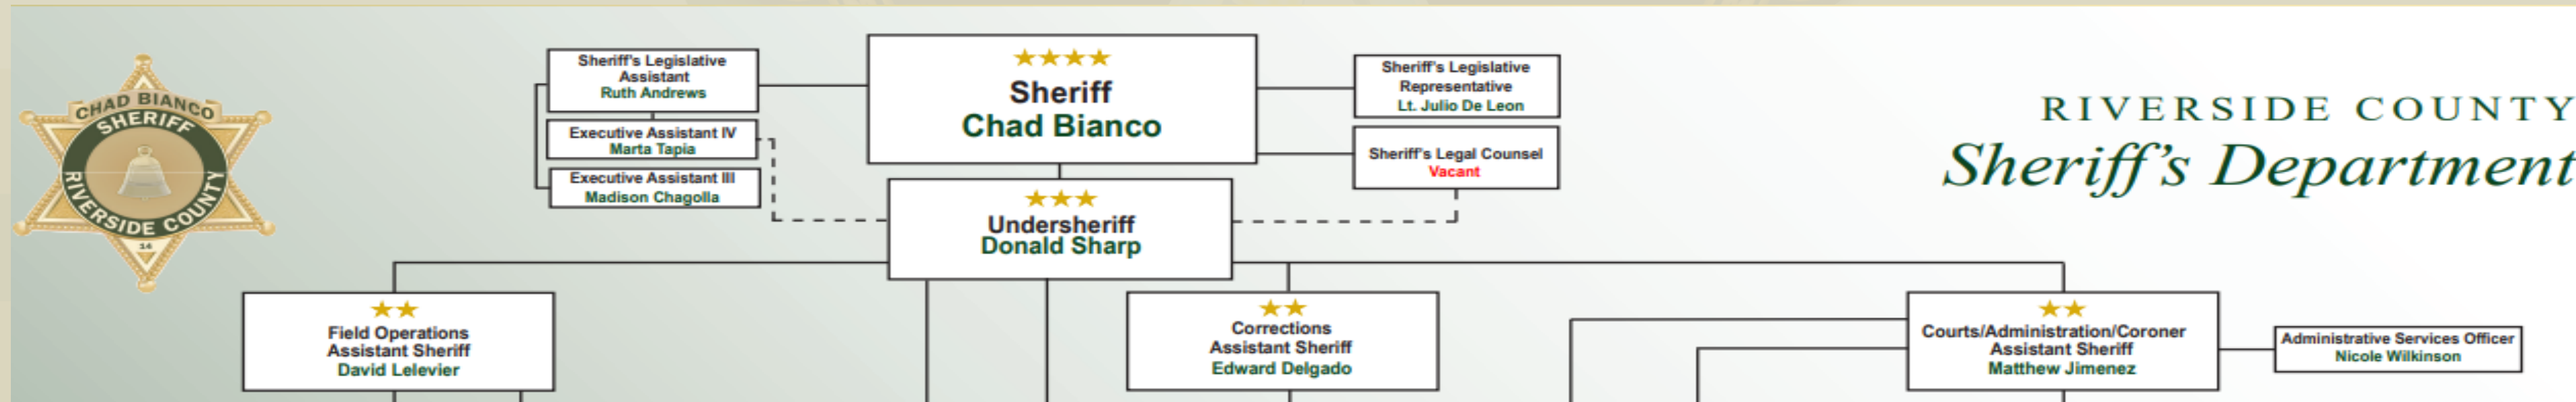 CHAD BIANCO
SHERIFF
RIVERSIDE COUNTY
14
Sheriff's Legislative
Assistant
Ruth Andrews
Executive Assistant IV
Marta Tapia
Executive Assistant III
Madison Chagolla
Sheriff
Chad Bianco
Undersheriff
Donald Sharp
Sheriff's Legislative
Representative
Lt. Julio De Leon
Sheriff's Legal Counsel
Vacant
RIVERSIDE COUNTY
Sheriff's Department
Field Operations
Assistant Sheriff
David Lelevier
Corrections
Assistant Sheriff
Edward Delgado
Courts/Administration/Coroner
Assistant Sheriff
Matthew Jimenez
Administrative Services Officer
Nicole Wilkinson